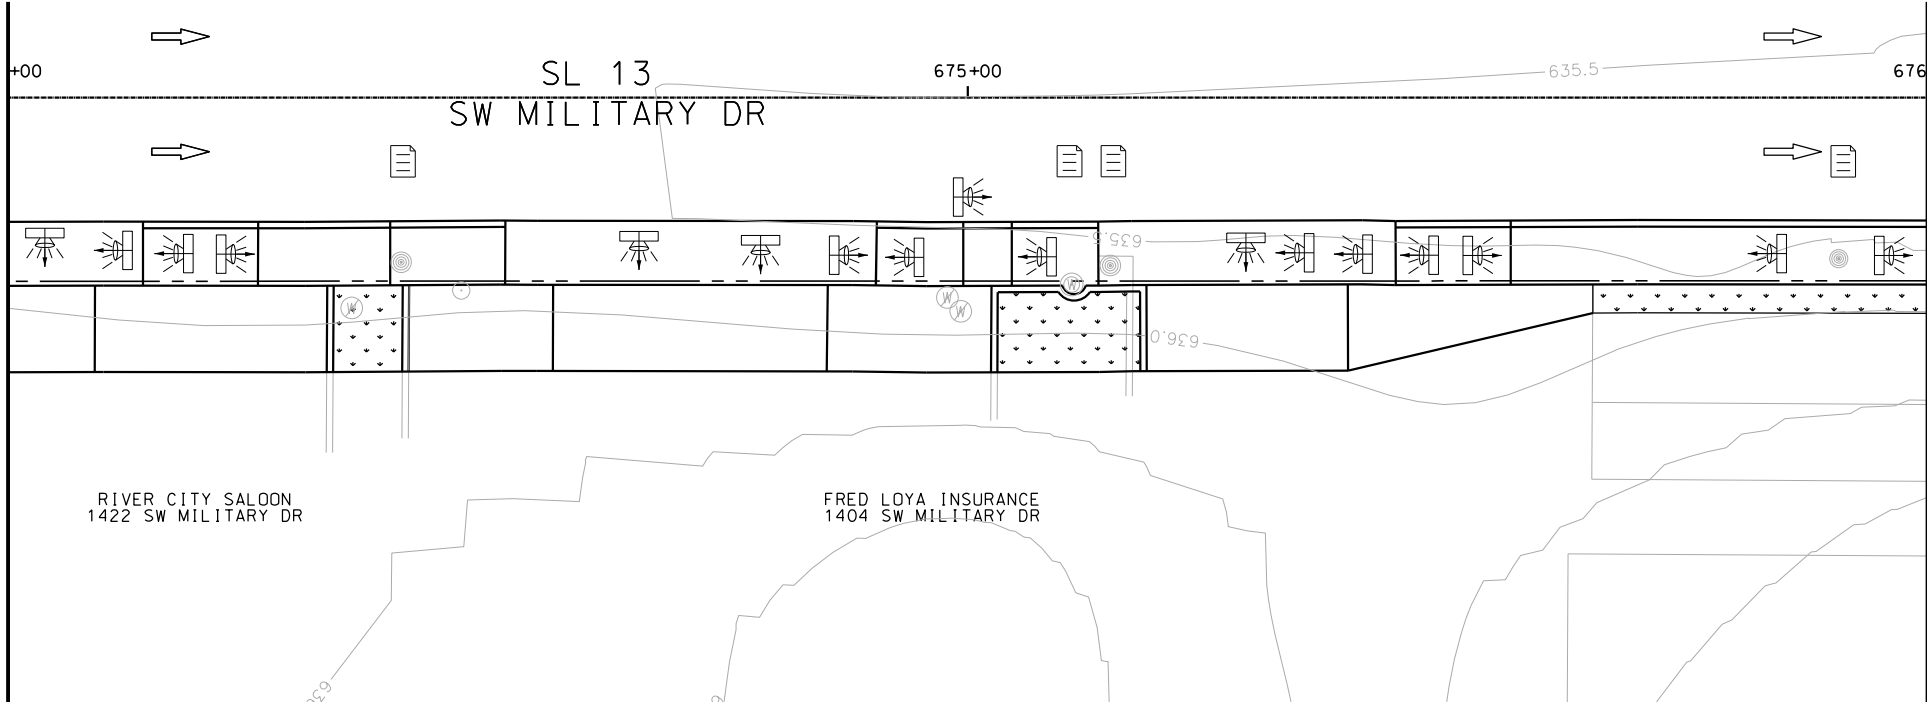 +00
SL 13
675+00
635.5
676
SW MILITARY DR
635.5
W
W
W
W
636.0
RIVER CITY SALOON
1422 SW MILITARY DR
FRED LOYA INSURANCE
1404 SW MILITARY DR